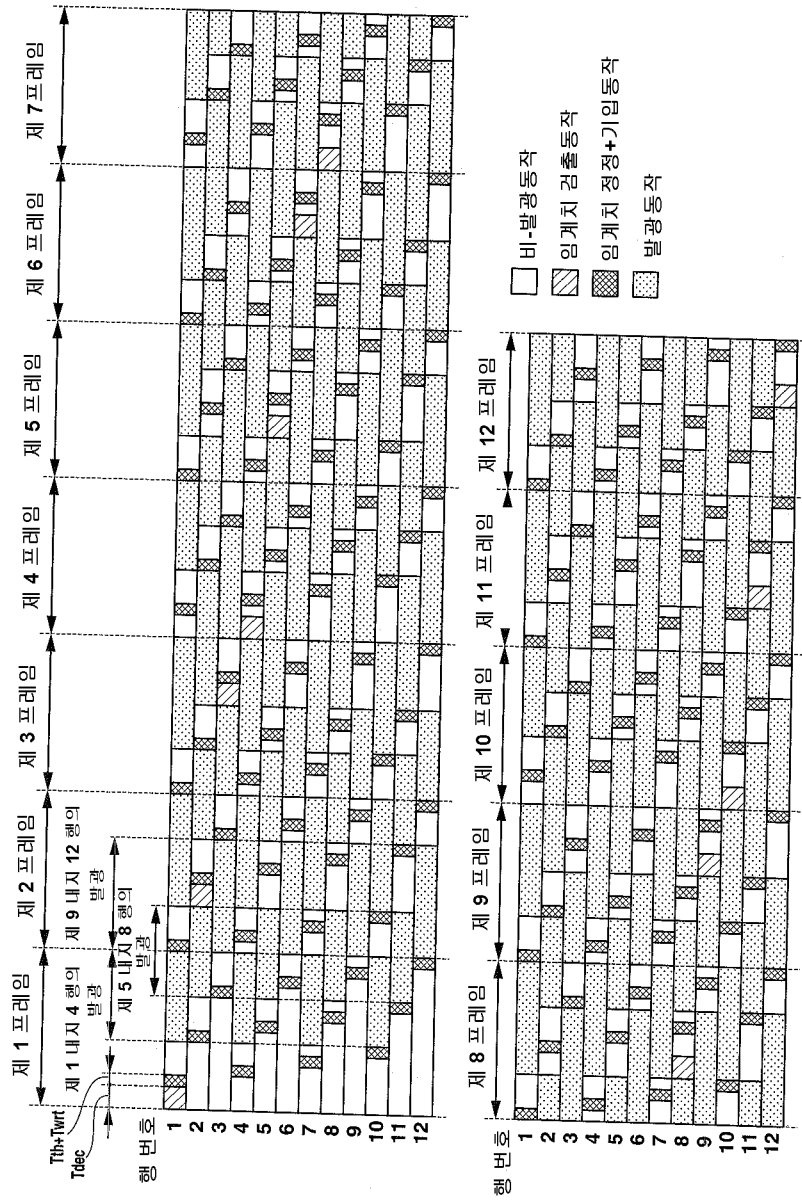 제 1 프레임
제 2 프레임
제 3 프레임
제 4 프레임
제 5 프레임
제 6 프레임
제 7프레임
Tth+Twrt
Tdec
제 1 내지 4 행의
발광
제 9 내지 12 행의
발광
제 5 내지 8 행의
발광
행 번호
1
2
3
4
5
6
7
8
9
10
11
12
비-발광동작
임계치 검출동작
임계치 정정+기입동작
발광동작
제 8 프레임
제 9 프레임
제 10 프레임
제 11 프레임
제 12 프레임
행 번호
1
2
3
4
5
6
7
8
9
10
11
12